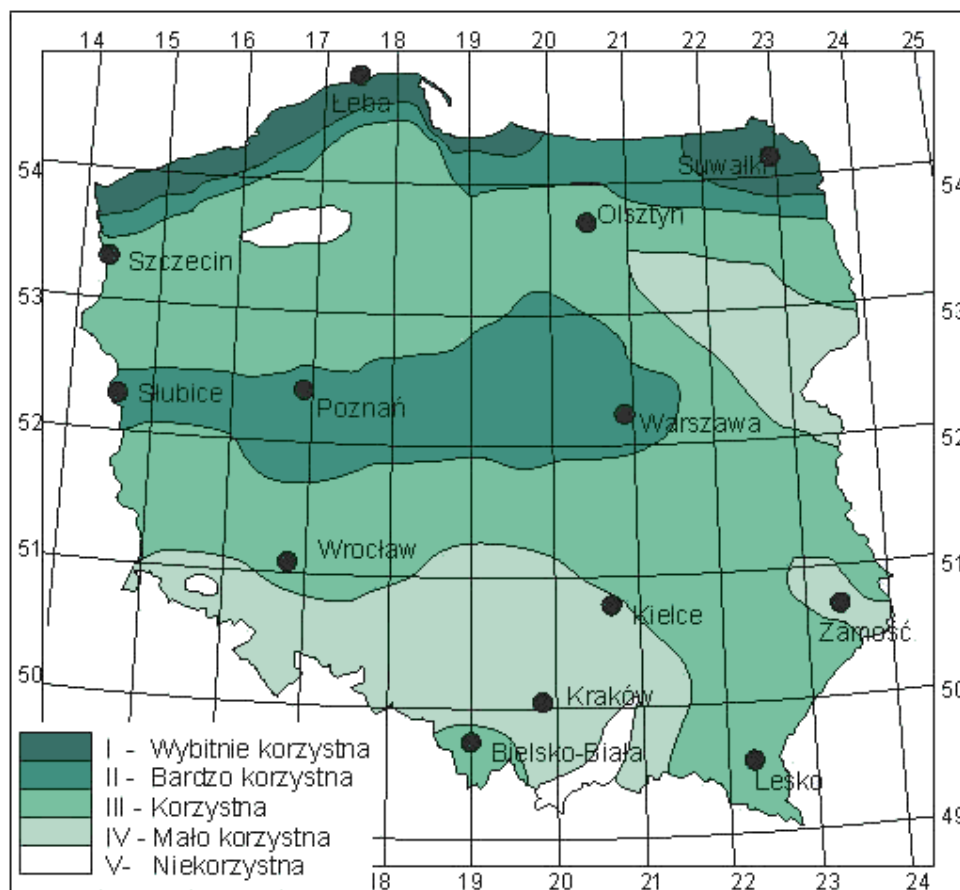 14 15 16 17 18 19 20 21 22 23 24 25
Łeba
54 Suwałki 54
Olsztyn
Szczecin
53 53
Słubice Poznań Warszawa
52 52
51 Wrocław 51
Kielce Zamość
50 Kraków 50
I - Wybitnie korzystna Bielsko-Biała Lesko
II - Bardzo korzystna
III - Korzystna 49
IV - Mało korzystna
V- Niekorzystna
18 19 20 21 22 23 24